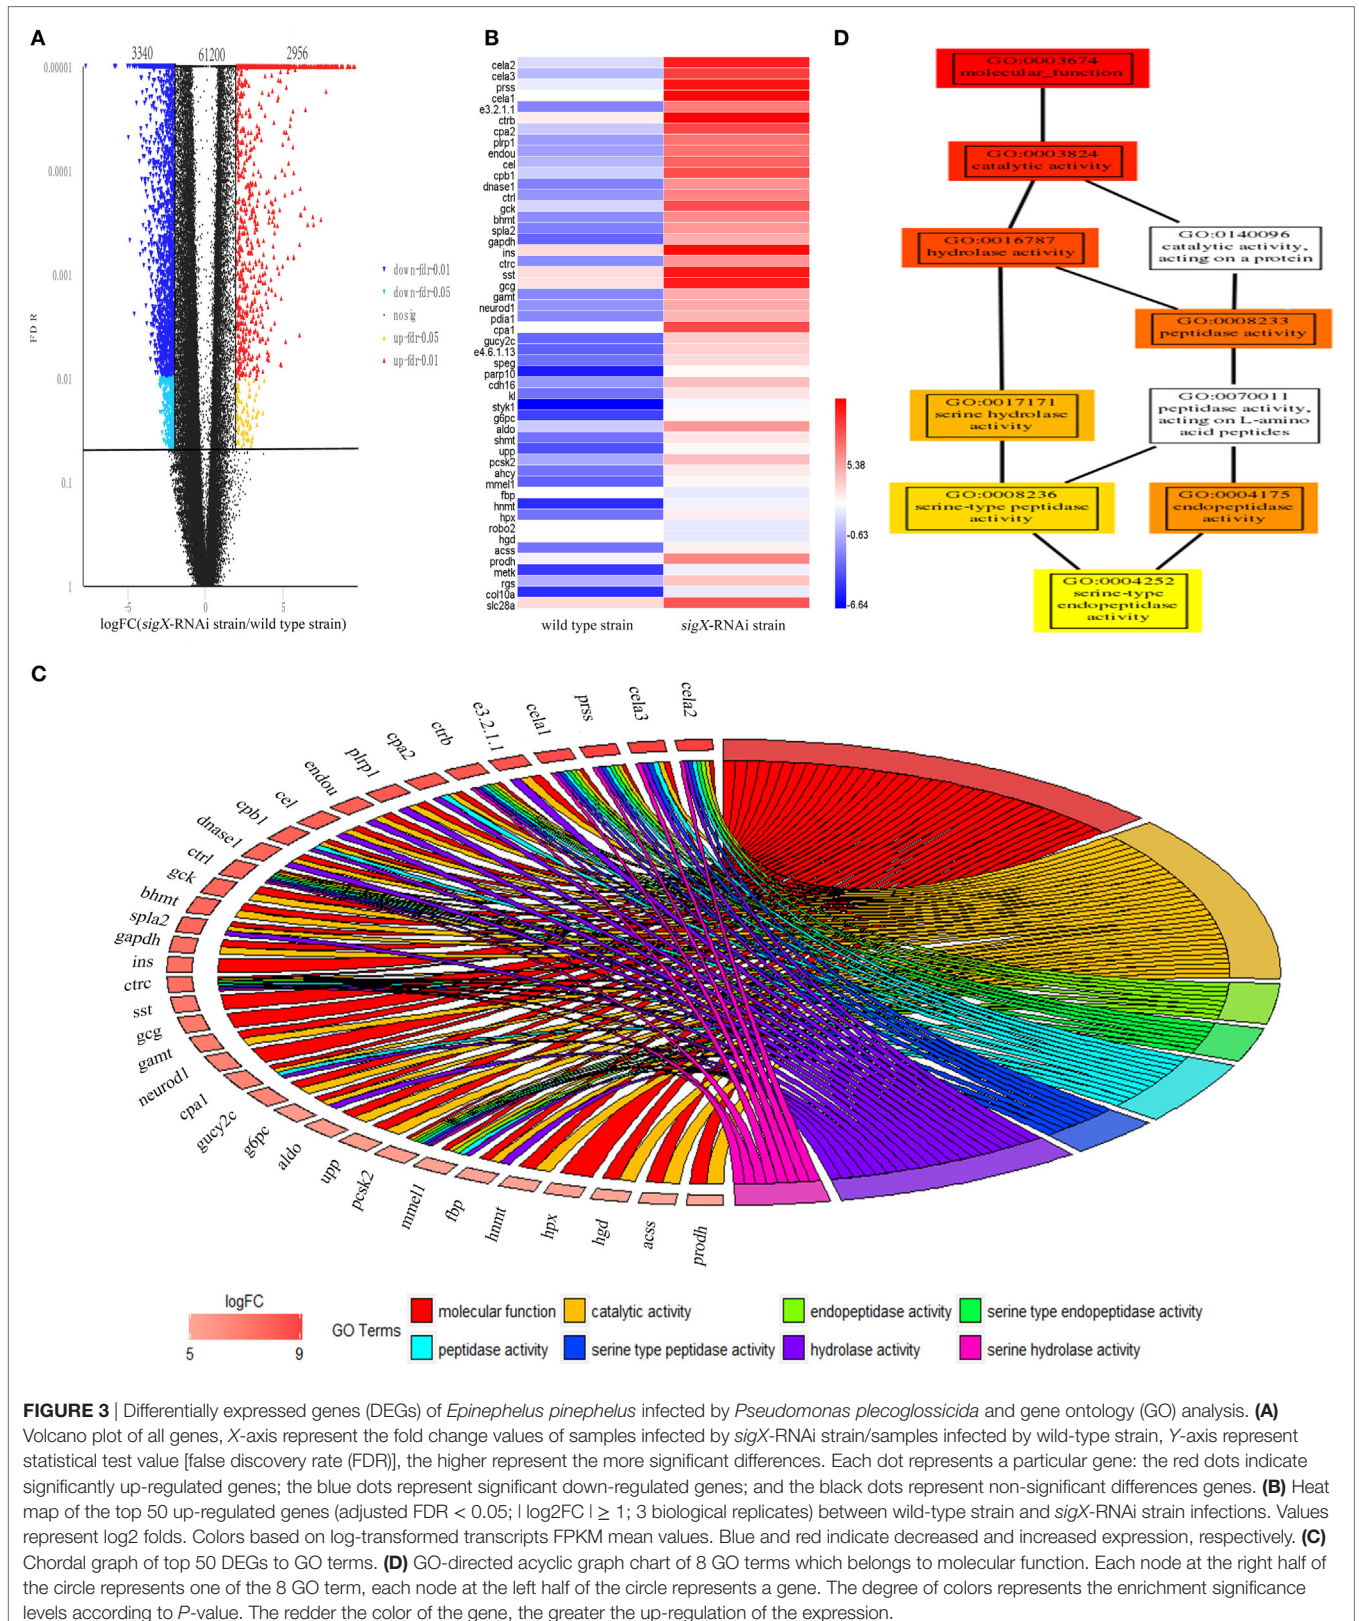 A
3340 61200 2956
0.00001
0.0001
0.001
0.01
0.1
1
FDR
-5 0 5
logFC(sigX-RNAi strain/wild type strain)
down-fdr-0.01
down-fdr-0.05
nosig
up-fdr-0.05
up-fdr-0.01
B
cela2
cela3
prss
cela1
e3.2.1.1
ctrb
cpa2
plrp1
endou
cel
cpb1
dnase1
ctrl
gck
bhmt
spla2
gapdh
ins
ctrc
sst
gcg
gamt
neurod1
pdia1
cpa1
gucy2c
e4.6.1.13
speg
parp10
cdh16
kl
styk1
g6pc
aldo
shmt
upp
pcsk2
ahcy
mmel1
fbp
hnmt
hpx
robo2
hgd
acss
prodh
metk
rgs
col10a
slc28a
wild type strain sigX-RNAi strain
5.38
-0.63
-6.64
D
GO:0003674
molecular_function
GO:0003824
catalytic activity
GO:0016787
hydrolase activity
GO:0140096
catalytic activity,
acting on a protein
GO:0008233
peptidase activity
GO:0017171
serine hydrolase
activity
GO:0070011
peptidase activity,
acting on L-amino
acid peptides
GO:0008236
serine-type peptidase
activity
GO:0004175
endopeptidase
activity
GO:0004252
serine-type
endopeptidase
activity
C
cela2
cela3
prss
cela1
e3.2.1.1
ctrb
cpa2
plrp1
endou
cel
cpb1
dnase1
ctrl
gck
bhmt
spla2
gapdh
ins
ctrc
sst
gcg
gamt
neurod1
cpa1
gucy2c
g6pc
aldo
upp
pcsk2
mmel1
fbp
hnmt
hpx
hgd
acss
prodh
logFC
5 9
GO Terms
molecular function catalytic activity endopeptidase activity serine type endopeptidase activity
peptidase activity serine type peptidase activity hydrolase activity serine hydrolase activity
FIGURE 3 | Differentially expressed genes (DEGs) of Epinephelus pinephelus infected by Pseudomonas plecoglossicida and gene ontology (GO) analysis. (A)
Volcano plot of all genes, X-axis represent the fold change values of samples infected by sigX-RNAi strain/samples infected by wild-type strain, Y-axis represent
statistical test value [false discovery rate (FDR)], the higher represent the more significant differences. Each dot represents a particular gene: the red dots indicate
significantly up-regulated genes; the blue dots represent significant down-regulated genes; and the black dots represent non-significant differences genes. (B) Heat
map of the top 50 up-regulated genes (adjusted FDR < 0.05; | log2FC | ≥ 1; 3 biological replicates) between wild-type strain and sigX-RNAi strain infections. Values
represent log2 folds. Colors based on log-transformed transcripts FPKM mean values. Blue and red indicate decreased and increased expression, respectively. (C)
Chordal graph of top 50 DEGs to GO terms. (D) GO-directed acyclic graph chart of 8 GO terms which belongs to molecular function. Each node at the right half of
the circle represents one of the 8 GO term, each node at the left half of the circle represents a gene. The degree of colors represents the enrichment significance
levels according to P-value. The redder the color of the gene, the greater the up-regulation of the expression.